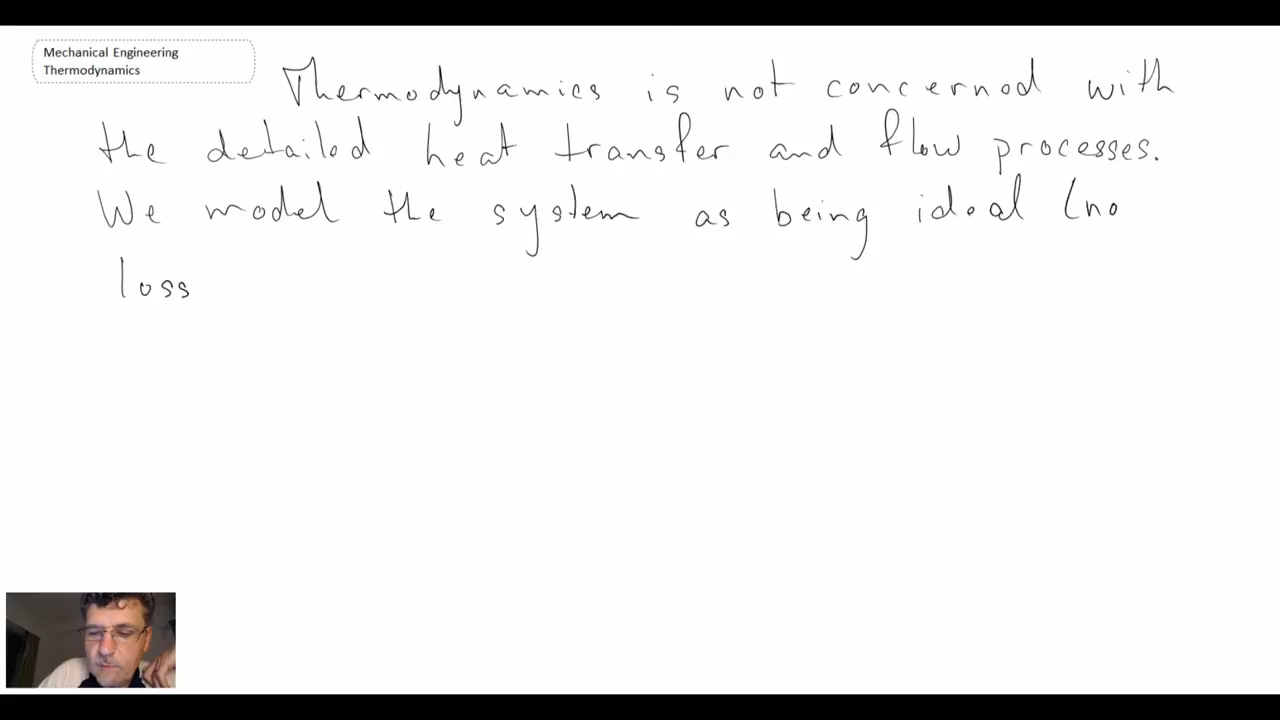 Mechanical Engineering
Thermodynamics
Thermodynamics is not concerned with
the detailed heat transfer and flow processes.
We model the system as being ideal (no
loss